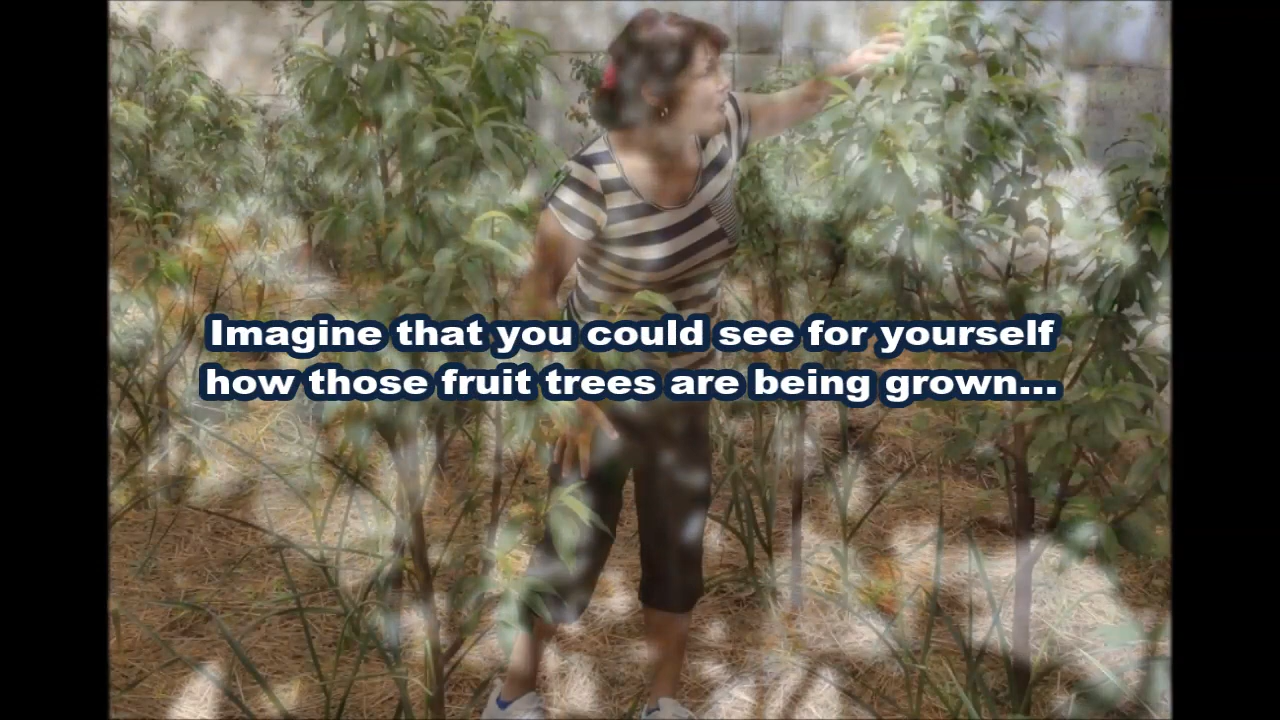 Imagine that you could see for yourself
how those fruit trees are being grown...